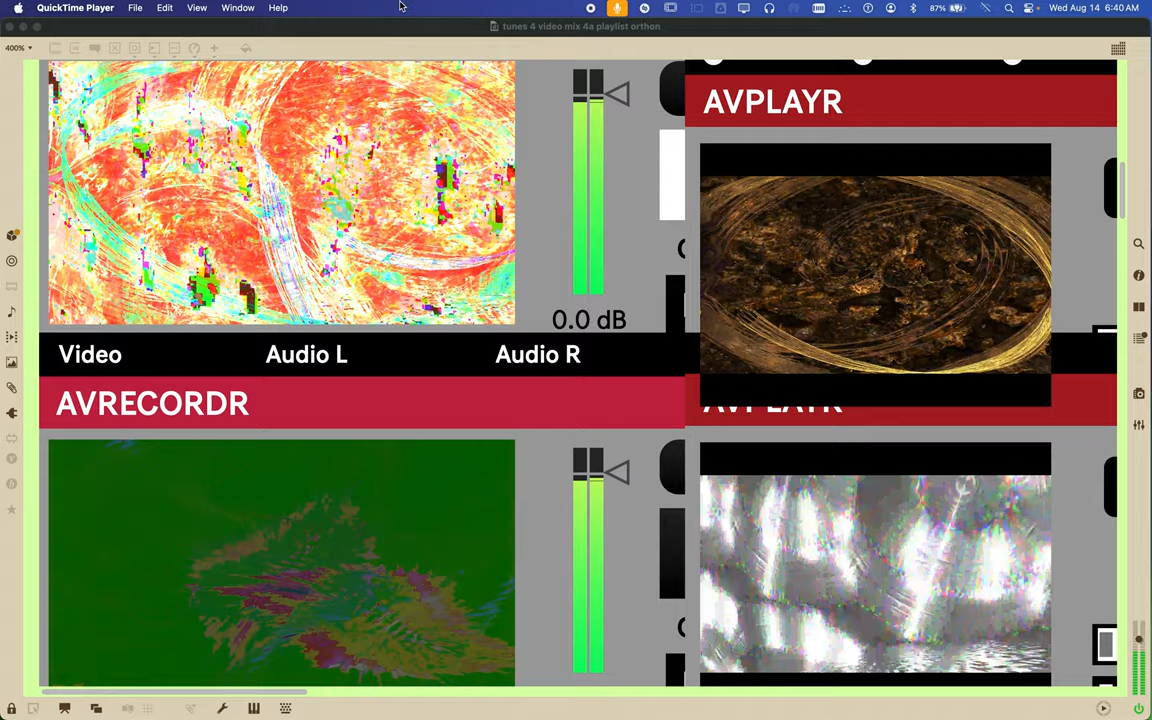 QuickTime Player File Edit View Window Help 87% Wed Aug 14 6:40 AM
tunes 4 video mix 4a playlist orthon
400%
AVPLAYR
0.0 dB
Video Audio L Audio R
AVRECORDR
AVPLAYR